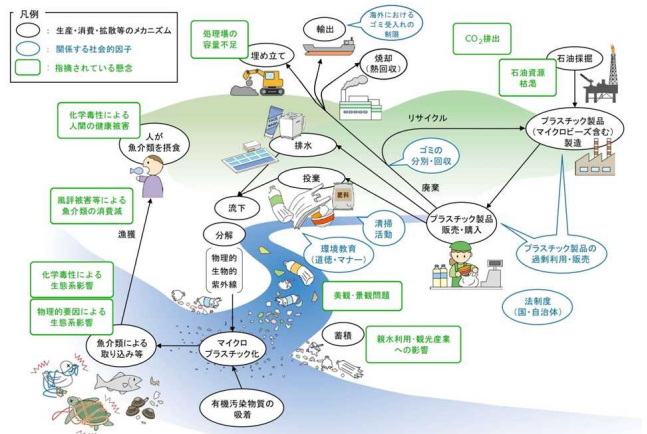 凡例
：生産・消費・拡散等のメカニズム
：関係する社会的因子
：指摘されている懸念
処理場の
容量不足
埋め立て
輸出
海外における
ゴミ受入れの
制限
焼却
(熱回収)
CO₂排出
石油資源
枯渇
石油採掘
プラスチック製品
(マイクロビーズ含む)
製造
リサイクル
ゴミの
分別・回収
廃棄
化学毒性による
人間の健康被害
人が
魚介類を摂食
排水
投棄
肥料
流下
風評被害等による
魚介類の消費減
漁獲
分解
物理的
生物的
紫外線
清掃
活動
環境教育
(道徳・マナー)
プラスチック製品
販売・購入
プラスチック製品の
過剰利用・販売
法制度
(国・自治体)
化学毒性による
生態系影響
物理的要因による
生態系影響
美観・景観問題
魚介類による
取り込み等
マイクロ
プラスチック化
蓄積
親水利用・観光産業
への影響
有機汚染物質の
吸着